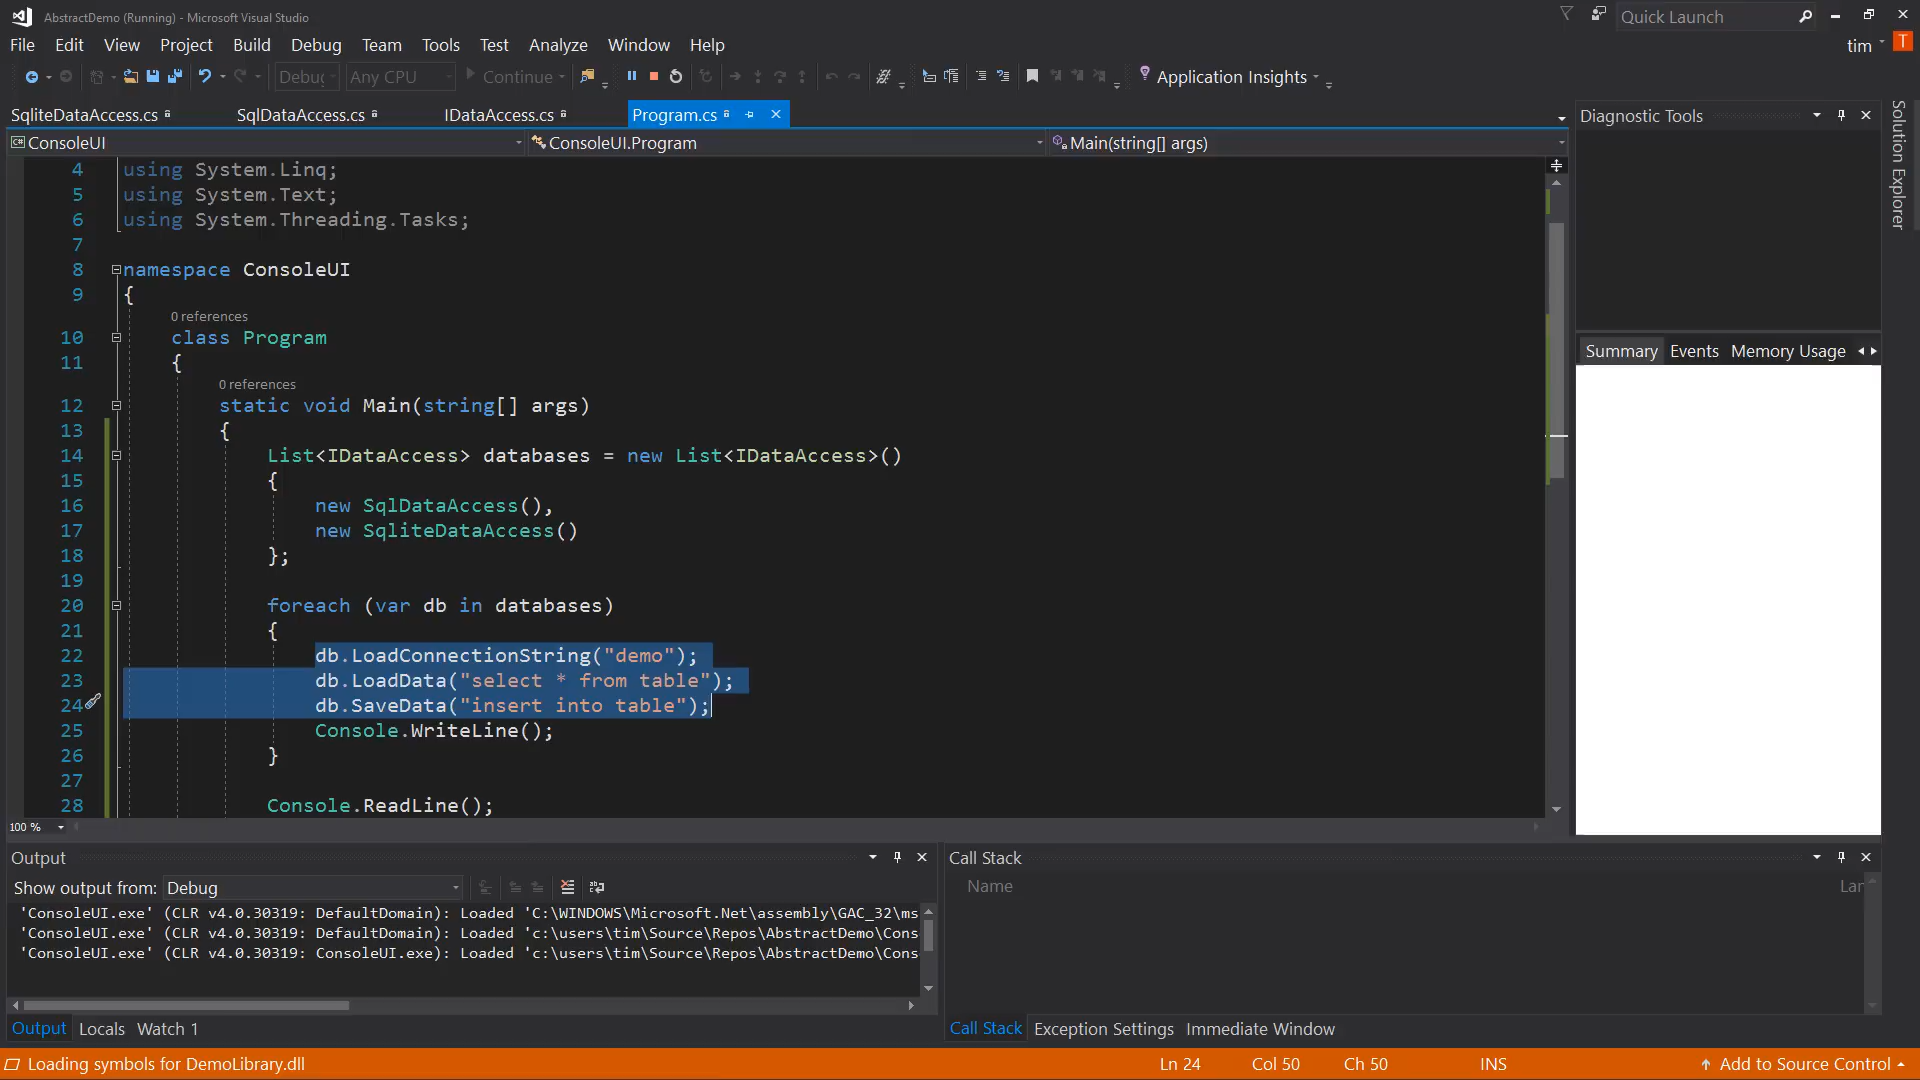 AbstractDemo (Running) - Microsoft Visual Studio
Quick Launch
File Edit View Project Build Debug Team Tools Test Analyze Window Help
tim T
Debug Any CPU Continue Application Insights
SqliteDataAccess.cs SqlDataAccess.cs IDataAccess.cs Program.cs
Diagnostic Tools
Solution Explorer
ConsoleUI ConsoleUI.Program Main(string[] args)
4 using System.Linq;
5 using System.Text;
6 using System.Threading.Tasks;
7
8 namespace ConsoleUI
9 {
0 references
10 class Program
11 {
0 references
12 static void Main(string[] args)
13 {
14 List<IDataAccess> databases = new List<IDataAccess>()
15 {
16 new SqlDataAccess(),
17 new SqliteDataAccess()
18 };
19
20 foreach (var db in databases)
21 {
22 db.LoadConnectionString("demo");
23 db.LoadData("select * from table");
24 db.SaveData("insert into table");
25 Console.WriteLine();
26 }
27
28 Console.ReadLine();
100 %
Summary Events Memory Usage
Output
Show output from: Debug
'ConsoleUI.exe' (CLR v4.0.30319: DefaultDomain): Loaded 'C:\WINDOWS\Microsoft.Net\assembly\GAC_32\ms
'ConsoleUI.exe' (CLR v4.0.30319: DefaultDomain): Loaded 'c:\users\tim\Source\Repos\AbstractDemo\Cons
'ConsoleUI.exe' (CLR v4.0.30319: ConsoleUI.exe): Loaded 'c:\users\tim\Source\Repos\AbstractDemo\Cons
Output Locals Watch 1
Call Stack
Name Lar
Call Stack Exception Settings Immediate Window
Loading symbols for DemoLibrary.dll
Ln 24 Col 50 Ch 50 INS Add to Source Control